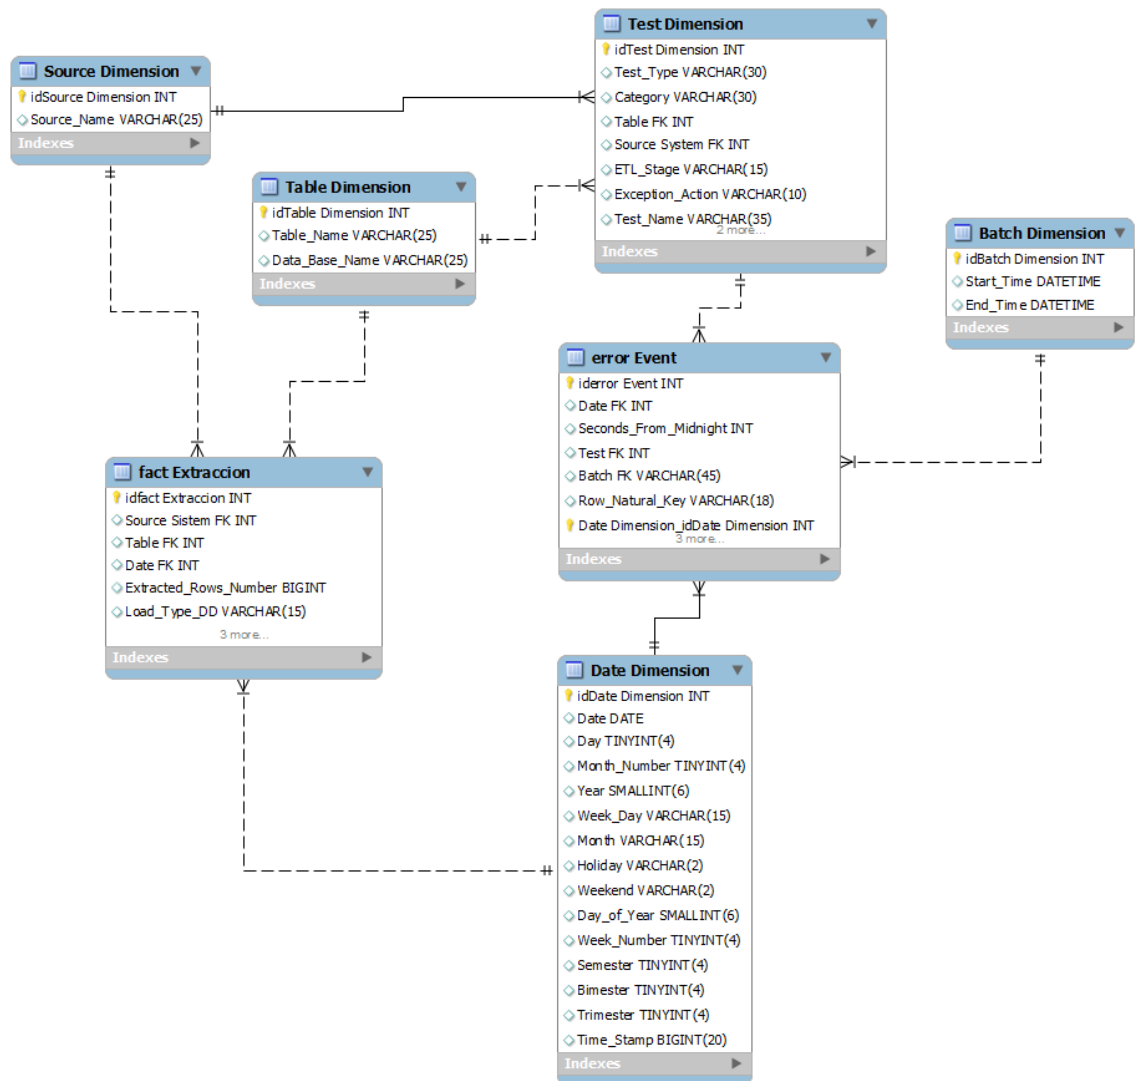 Source Dimension
idSource Dimension INT
Source_Name VARCHAR(25)
Indexes
Table Dimension
idTable Dimension INT
Table_Name VARCHAR(25)
Data_Base_Name VARCHAR(25)
Indexes
Test Dimension
idTest Dimension INT
Test_Type VARCHAR(30)
Category VARCHAR(30)
Table FK INT
Source System FK INT
ETL_Stage VARCHAR(15)
Exception_Action VARCHAR(10)
Test_Name VARCHAR(35)
2 more...
Indexes
Batch Dimension
idBatch Dimension INT
Start_Time DATETIME
End_Time DATETIME
Indexes
error Event
iderror Event INT
Date FK INT
Seconds_From_Midnight INT
Test FK INT
Batch FK VARCHAR(45)
Row_Natural_Key VARCHAR(18)
Date Dimension_idDate Dimension INT
3 more...
Indexes
fact Extraccion
idfact Extraccion INT
Source Sistem FK INT
Table FK INT
Date FK INT
Extracted_Rows_Number BIGINT
Load_Type_DD VARCHAR(15)
3 more...
Indexes
Date Dimension
idDate Dimension INT
Date DATE
Day TINYINT(4)
Month_Number TINYINT(4)
Year SMALLINT(6)
Week_Day VARCHAR(15)
Month VARCHAR(15)
Holiday VARCHAR(2)
Weekend VARCHAR(2)
Day_of_Year SMALLINT(6)
Week_Number TINYINT(4)
Semester TINYINT(4)
Bimester TINYINT(4)
Trimester TINYINT(4)
Time_Stamp BIGINT(20)
Indexes